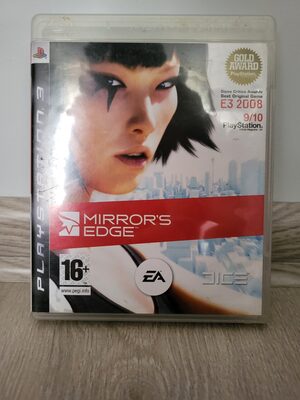 PLAYSTATION 3
GOLD
AWARD
PlayStation
Game Critics Awards
Best Original Game
E3 2008
9/10
PlayStation
MIRROR'S
EDGE
16+
www.pegi.info
EA
DICE